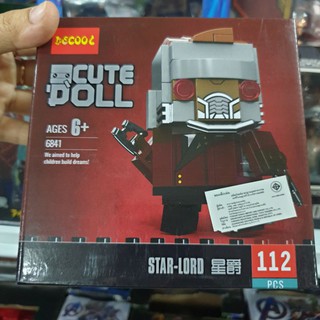 DECOOL
CUTE
DOLL
AGES 6+
6841
We aimed to help
children build dreams!
STAR-LORD 星爵
112
PCS